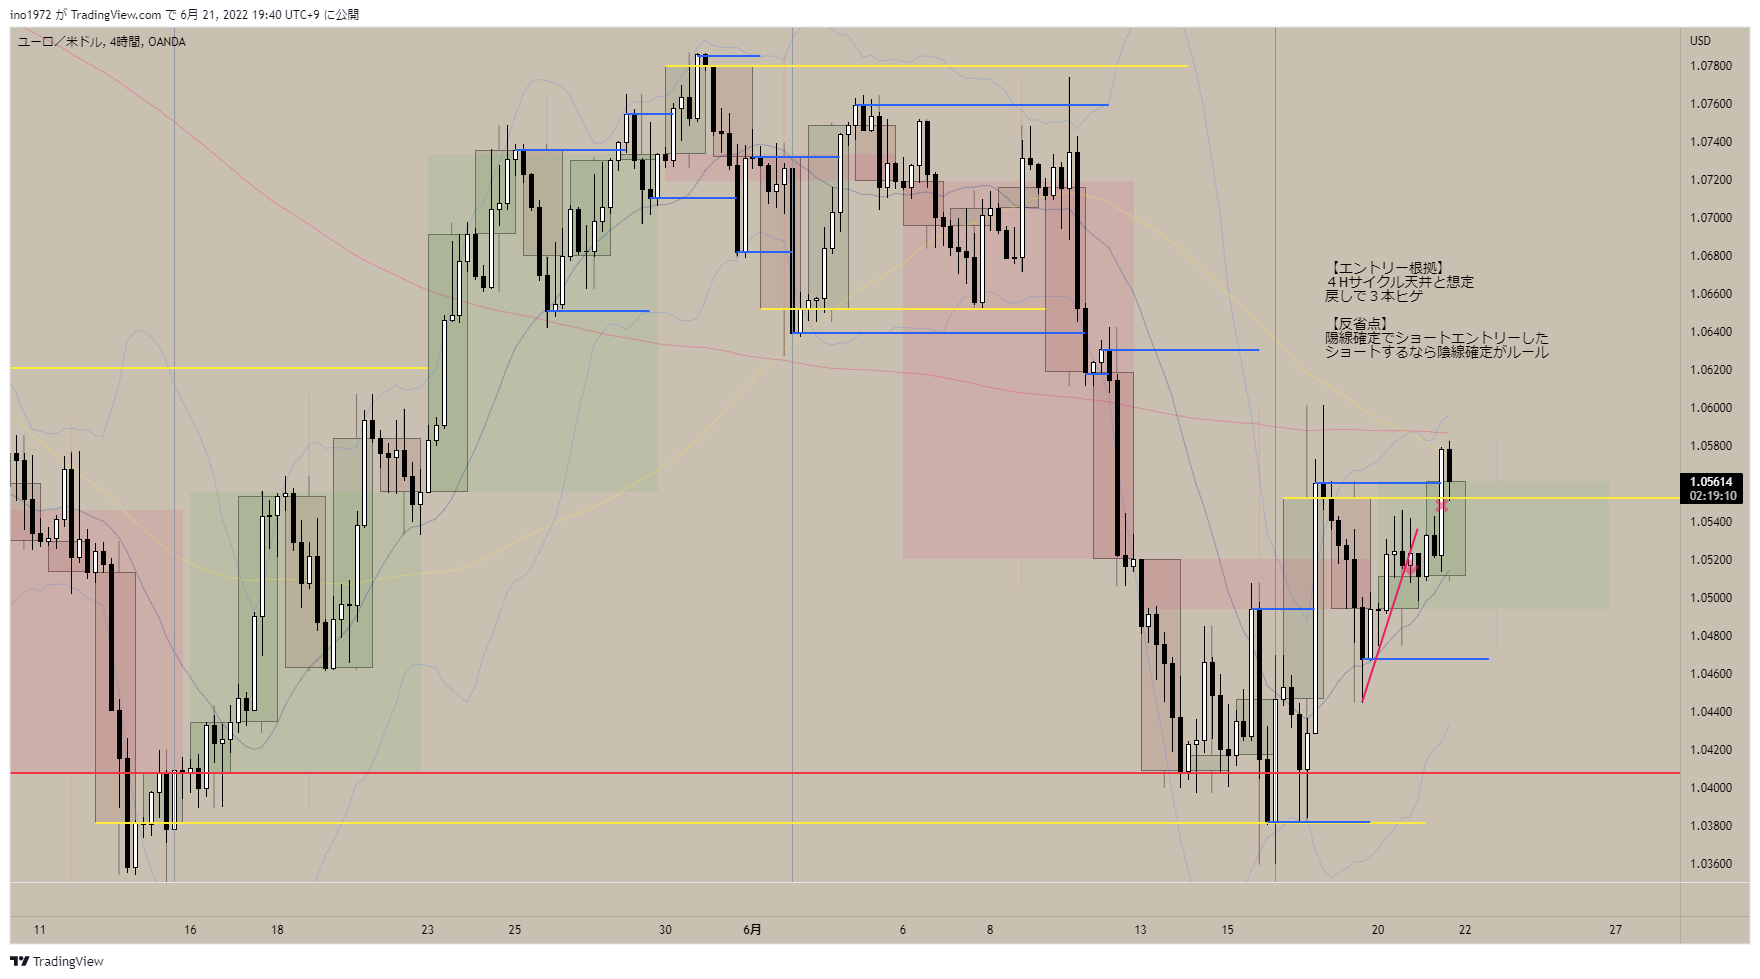 ino1972 が TradingView.com で 6月 21, 2022 19:40 UTC+9 に公開
ユーロ／米ドル, 4時間, OANDA
USD
1.07800
1.07600
1.07400
1.07200
1.07000
1.06800
1.06600
1.06400
1.06200
1.06000
1.05800
1.05614
02:19:10
1.05400
1.05200
1.05000
1.04800
1.04600
1.04400
1.04200
1.04000
1.03800
1.03600
【エントリー根拠】
４Hサイクル天井と想定
戻しで３本ヒゲ
【反省点】
陽線確定でショートエントリーした
ショートするなら陰線確定がルール
11 16 18 23 25 30 6月 6 8 13 15 20 22 27
TradingView